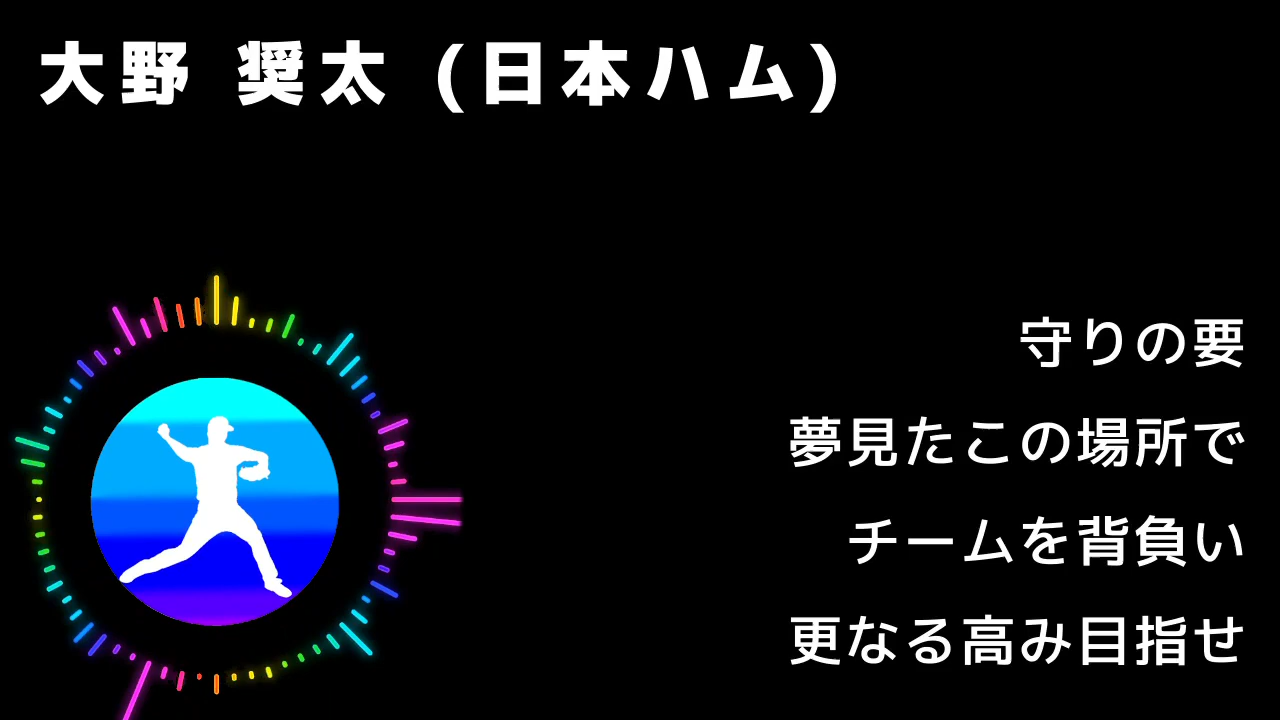 大野 奨太 (日本ハム)
守りの要
夢見たこの場所で
チームを背負い
更なる高み目指せ